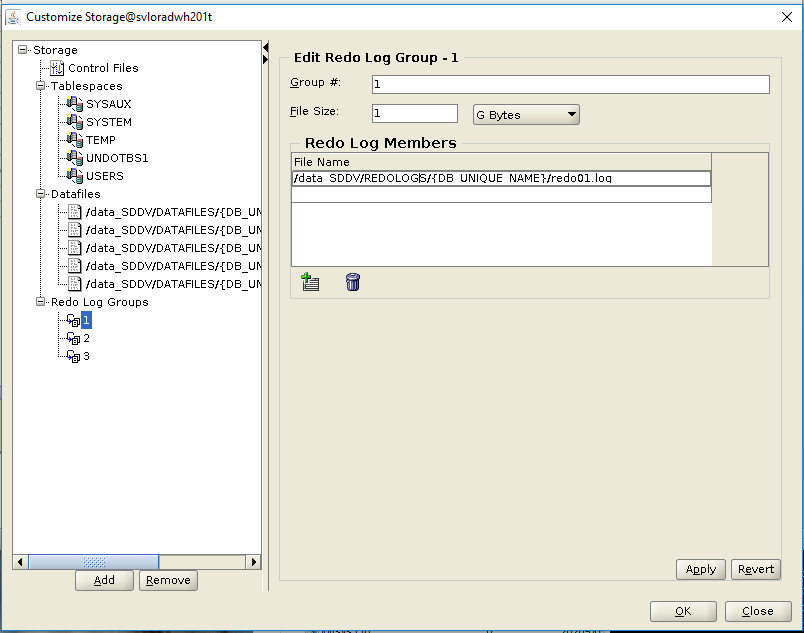 Customize Storage@svloradwh201t
Storage
Control Files
Tablespaces
SYSAUX
SYSTEM
TEMP
UNDOTBS1
USERS
Datafiles
/data_SDDV/DATAFILES/{DB_UN
/data_SDDV/DATAFILES/{DB_UN
/data_SDDV/DATAFILES/{DB_UN
/data_SDDV/DATAFILES/{DB_UN
/data_SDDV/DATAFILES/{DB_UN
Redo Log Groups
1
2
3
Add Remove
Edit Redo Log Group - 1
Group #: 1
File Size: 1 G Bytes
Redo Log Members
File Name
/data_SDDV/REDOLOGS/{DB_UNIQUE_NAME}/redo01.log
Apply Revert
OK Close